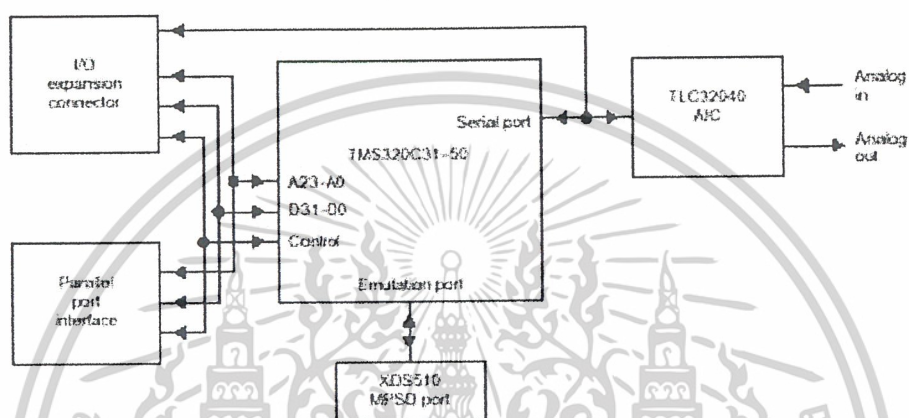 I/O
expansion
connector
Serial port
TMS320C31-50
A23-A0
D31-D0
Control
Emulation port
TLC32040
AIC
Analog
in
Analog
out
Parallel
port
interface
XDS510
MPSD port